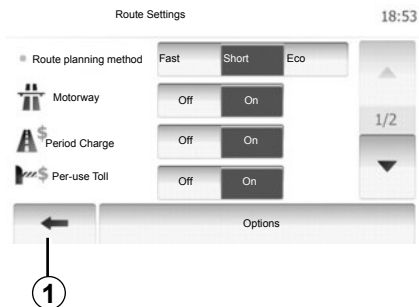 Route Settings 18:53
Route planning method Fast Short Eco
Motorway Off On
1/2
$ Period Charge Off On
$ Per-use Toll Off On
Options
1